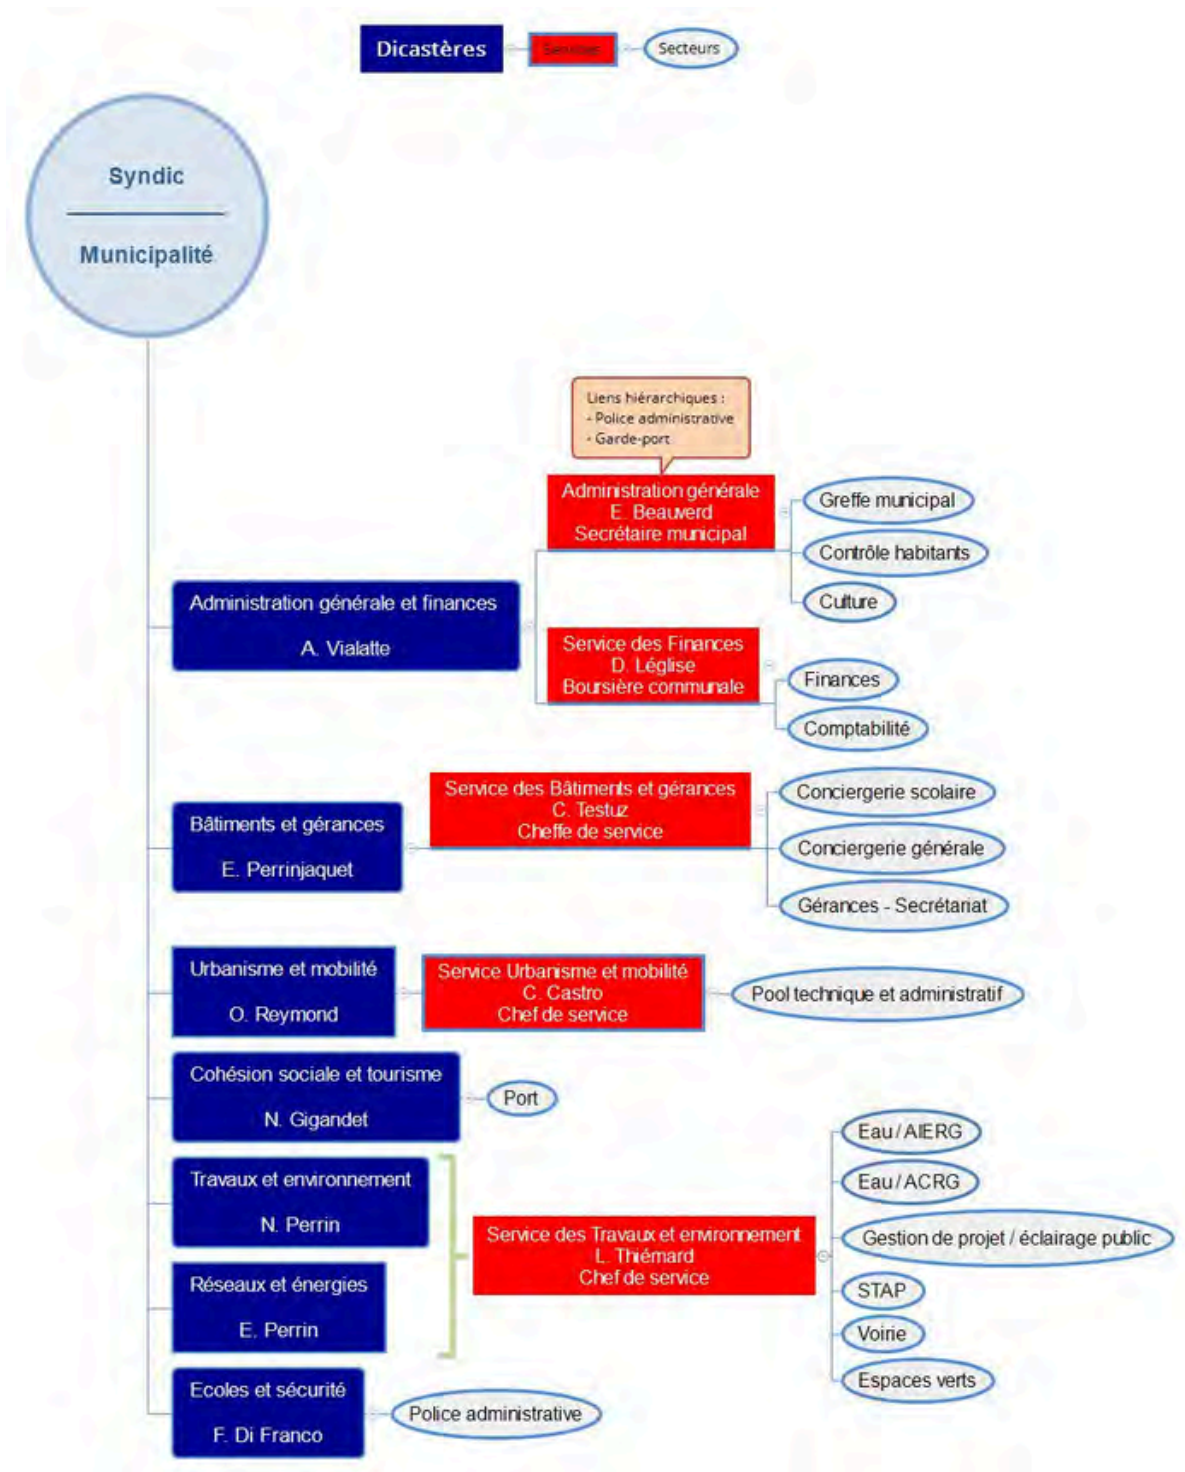 Dicastères
Services
Secteurs
Syndic
Municipalité
Liens hiérarchiques :
- Police administrative
- Garde-port
Administration générale
E. Beauverd
Secrétaire municipal
Greffe municipal
Contrôle habitants
Culture
Administration générale et finances
A. Vialatte
Service des Finances
D. Léglise
Boursière communale
Finances
Comptabilité
Bâtiments et gérances
E. Perrinjaquet
Service des Bâtiments et gérances
C. Testuz
Cheffe de service
Conciergerie scolaire
Conciergerie générale
Gérances - Secrétariat
Urbanisme et mobilité
O. Reymond
Service Urbanisme et mobilité
C. Castro
Chef de service
Pool technique et administratif
Cohésion sociale et tourisme
N. Gigandet
Port
Travaux et environnement
N. Perrin
Réseaux et énergies
E. Perrin
Service des Travaux et environnement
L. Thiémard
Chef de service
Eau / AIERG
Eau / ACRG
Gestion de projet / éclairage public
STAP
Voirie
Espaces verts
Ecoles et sécurité
F. Di Franco
Police administrative